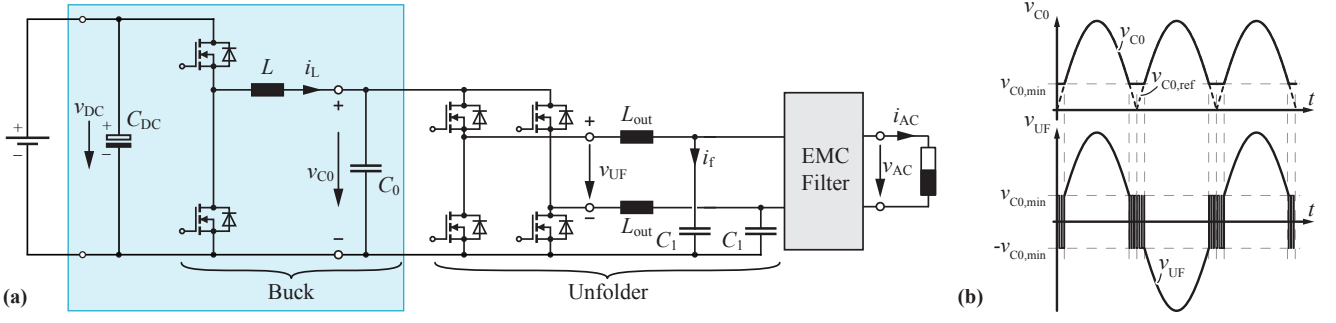 (a)
v_DC
C_DC
+
−
+
−
L
i_L
+
v_C0
−
C_0
Buck
+
v_UF
−
L_out
L_out
i_f
C_1
C_1
Unfolder
EMC
Filter
i_AC
v_AC
(b)
v_C0
v_C0
v_C0,min
v_C0,ref
t
v_UF
v_C0,min
t
-v_C0,min
v_UF